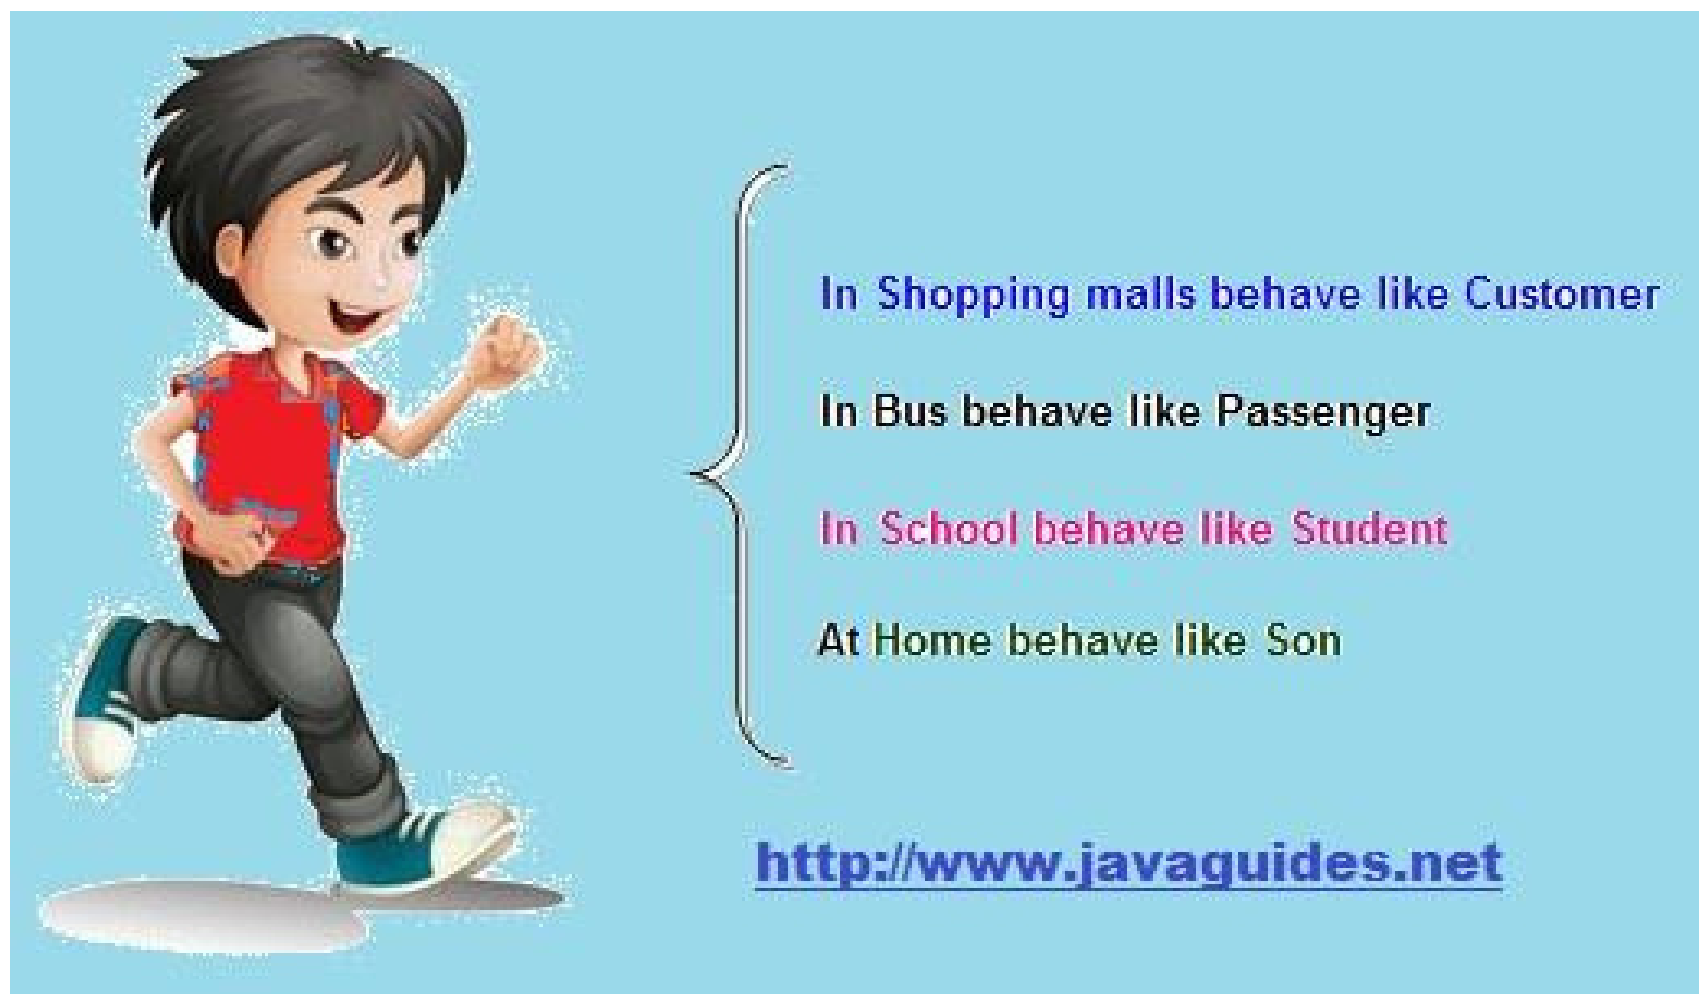 In Shopping malls behave like Customer
In Bus behave like Passenger
In School behave like Student
At Home behave like Son
http://www.javaguides.net